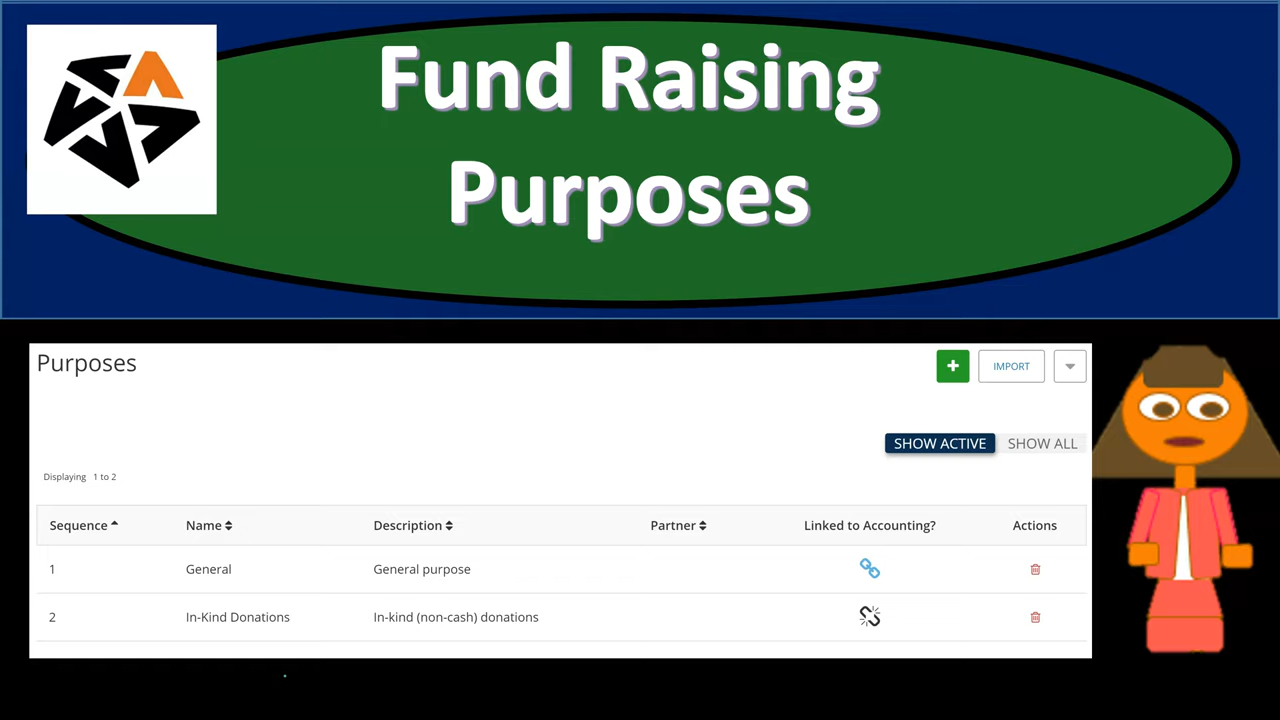 Fund Raising
Purposes
Purposes
+ IMPORT
SHOW ACTIVE SHOW ALL
Displaying 1 to 2
Sequence Name Description Partner Linked to Accounting? Actions
1 General General purpose
2 In-Kind Donations In-kind (non-cash) donations